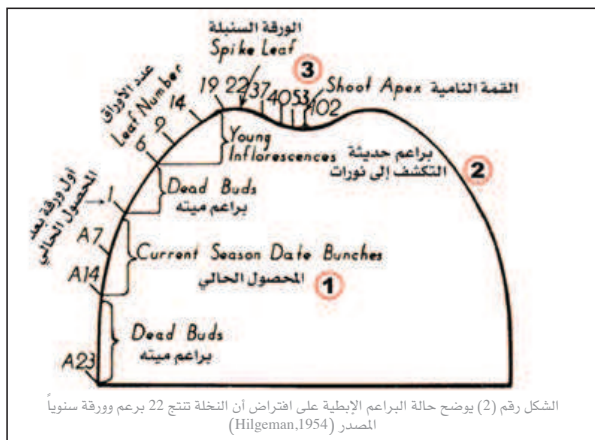 الورقة السنبلة
Spike Leaf
3
عدد الأوراق
Leaf Number
6 9 14 19 22 37 40 53 102
Shoot Apex القمة النامية
Young
Inflorescences
براعم حديثة
التكشف إلى نورات
2
اول ورقة بعد
المحصول الحالي
1
Dead Buds
براعم ميته
A7
Current Season Date Bunches
المحصول الحالي
1
A14
Dead Buds
براعم ميته
A23
الشكل رقم (2) يوضح حالة البراعم الإبطية على افتراض أن النخلة تنتج 22 برعم وورقة سنوياً
المصدر (Hilgeman,1954)